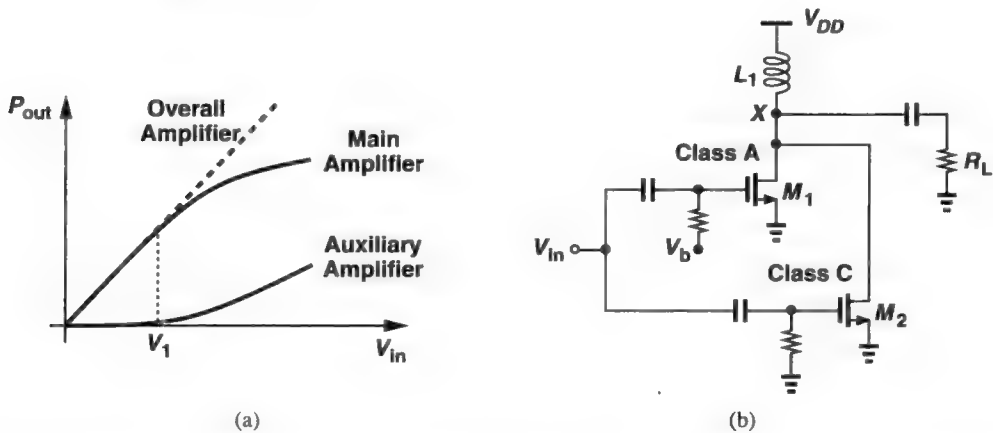 P_out
Overall
Amplifier
Main
Amplifier
Auxiliary
Amplifier
V_1
V_in
(a)
V_DD
L_1
X
Class A
M_1
R_L
V_in
V_b
Class C
M_2
(b)